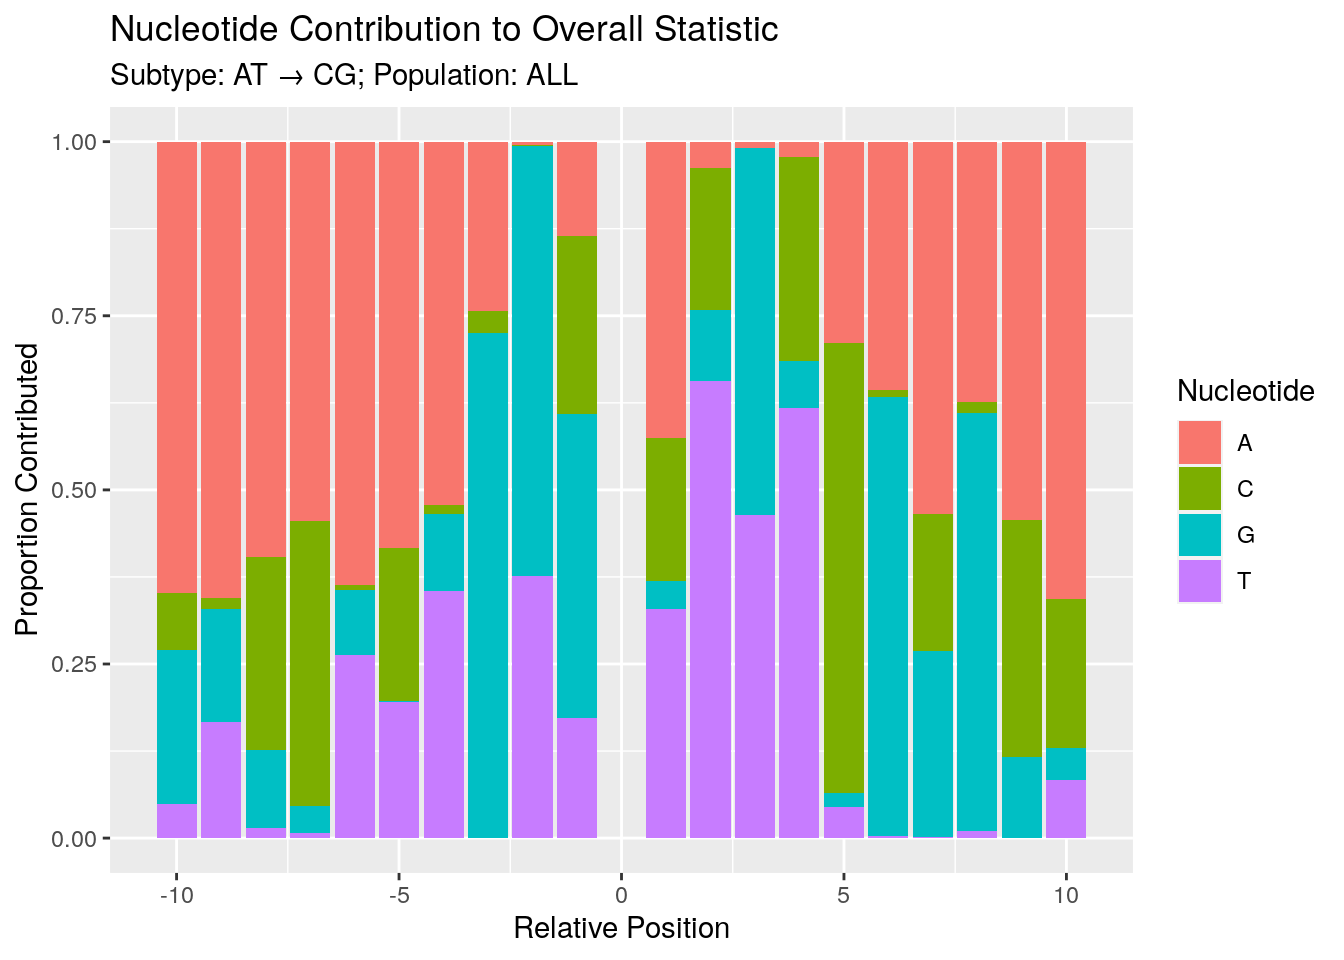 Nucleotide Contribution to Overall Statistic
Subtype: AT → CG; Population: ALL
Proportion Contributed
1.00
0.75
0.50
0.25
0.00
-10
-5
0
5
10
Relative Position
Nucleotide
A
C
G
T